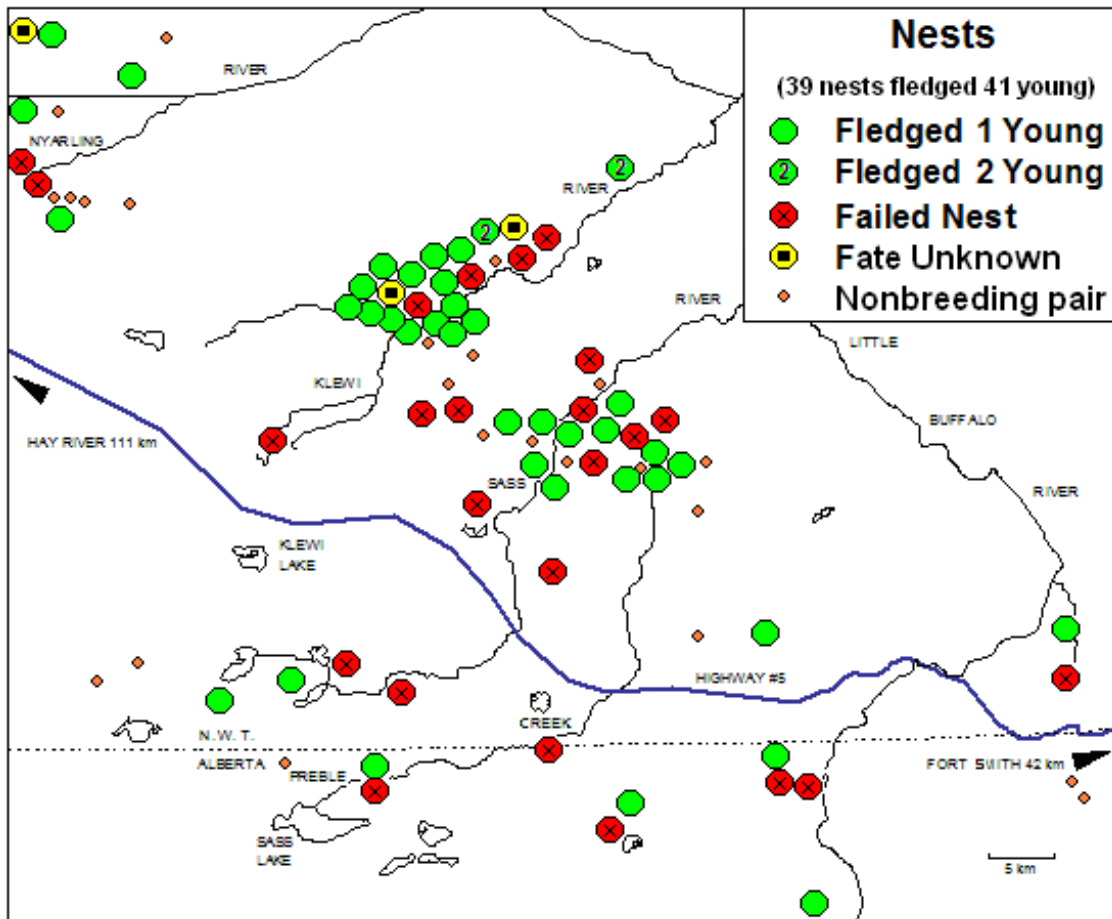 Nests
(39 nests fledged 41 young)
Fledged 1 Young
2 Fledged 2 Young
Failed Nest
Fate Unknown
Nonbreeding pair
RIVER
NYARLING
2
RIVER
2
RIVER
LITTLE
KLEWI
BUFFALO
HAY RIVER 111 km
SASS
RIVER
KLEWI
LAKE
HIGHWAY #5
CREEK
N.W.T.
ALBERTA
PREBLE
FORT SMITH 42 km
SASS
LAKE
5 km